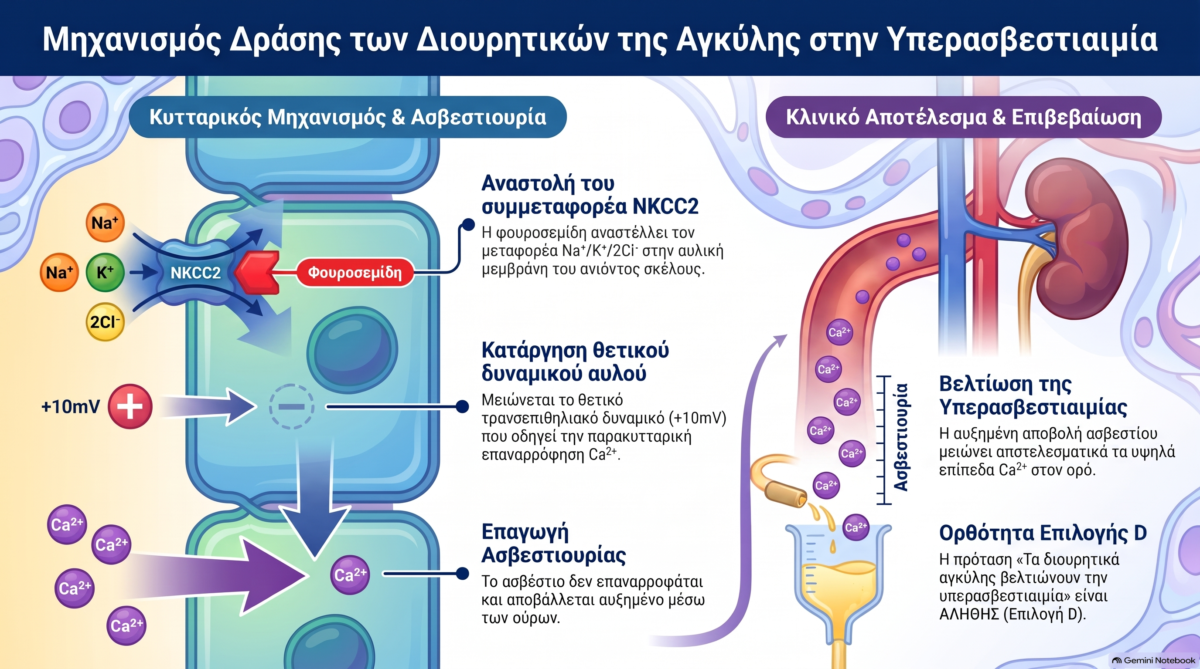 Μηχανισμός Δράσης των Διουρητικών της Αγκύλης στην Υπερασβεστιαιμία
Κυτταρικός Μηχανισμός & Ασβεστιουρία
Na⁺
Na⁺
K⁺
2Cl⁻
NKCC2
Φουροσεμίδη
Αναστολή του
συμμεταφορέα NKCC2
Η φουροσεμίδη αναστέλλει τον
μεταφορέα Na⁺/K⁺/2Cl⁻ στην αυλική
μεμβράνη του ανιόντος σκέλους.
+10mV
+
−
Κατάργηση θετικού
δυναμικού αυλού
Μειώνεται το θετικό
τρανσεπιθηλιακό δυναμικό (+10mV)
που οδηγεί την παρακυτταρική
επαναρρόφηση Ca²⁺.
Ca²⁺
Ca²⁺
Ca²⁺
Ca²⁺
Ca²⁺
Επαγωγή
Ασβεστιουρίας
Το ασβέστιο δεν επαναρροφάται
και αποβάλλεται αυξημένο μέσω
των ούρων.
Κλινικό Αποτέλεσμα & Επιβεβαίωση
Ca²⁺
Ca²⁺
Ca²⁺
Ca²⁺
Ca²⁺
Ca²⁺
Ca²⁺
Ασβεστιουρία
Βελτίωση της
Υπερασβεστιαιμίας
Η αυξημένη αποβολή ασβεστίου
μειώνει αποτελεσματικά τα υψηλά
επίπεδα Ca²⁺ στον ορό.
Ορθότητα Επιλογής D
Η πρόταση «Τα διουρητικά
αγκύλης βελτιώνουν την
υπερασβεστιαιμία» είναι
ΑΛΗΘΗΣ (Επιλογή D).
Gemini Notebook